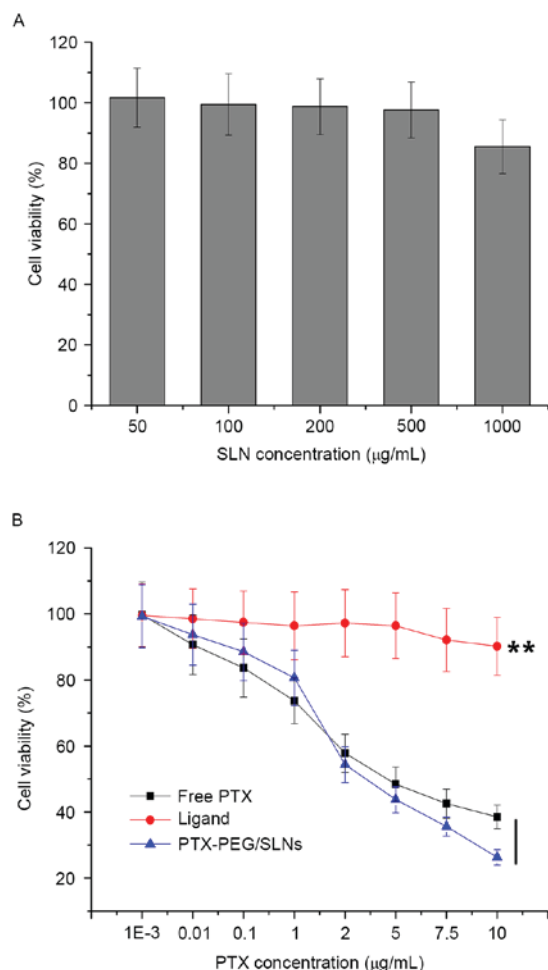 A
120
100
80
60
40
20
0
Cell viability (%)
50 100 200 500 1000
SLN concentration (μg/mL)
B
120
100
80
60
40
20
Cell viability (%)
**
Free PTX
Ligand
PTX-PEG/SLNs
1E-3 0.01 0.1 1 2 5 7.5 10
PTX concentration (μg/mL)